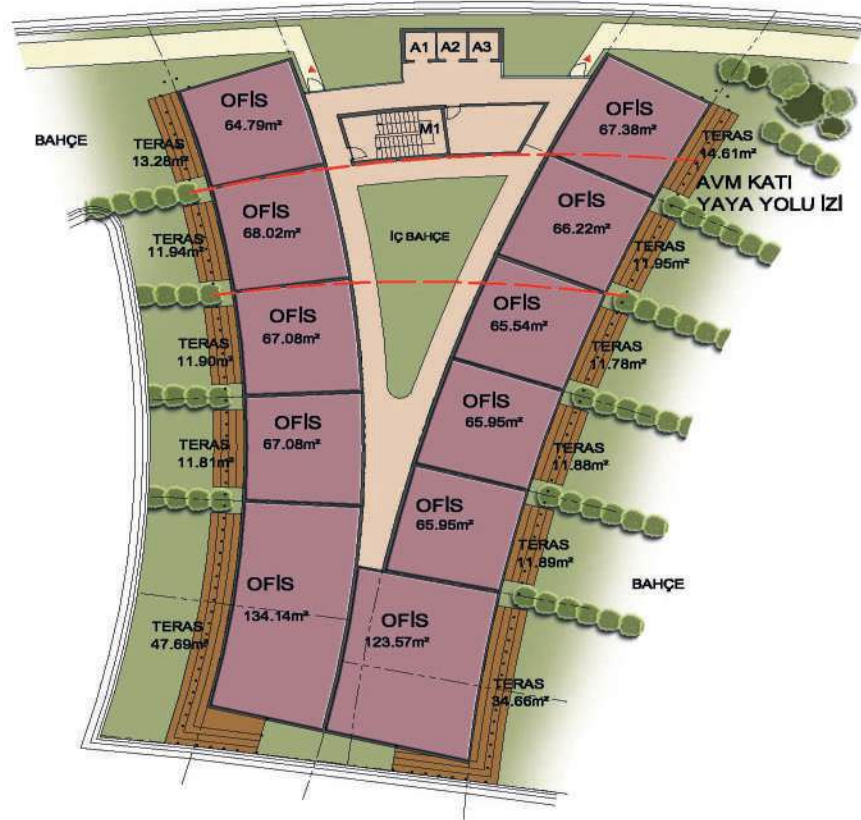 A1 A2 A3
OFİS
64.79m²
M1
OFİS
67.38m²
BAHÇE
TERAS
13.28m²
TERAS
14.61m²
AVM KATI
YAYA YOLU İZİ
OFİS
68.02m²
İÇ BAHÇE
OFİS
66.22m²
TERAS
11.94m²
TERAS
11.95m²
OFİS
67.08m²
OFİS
65.54m²
TERAS
11.90m²
TERAS
11.78m²
OFİS
67.08m²
OFİS
65.95m²
TERAS
11.81m²
TERAS
11.88m²
OFİS
65.95m²
TERAS
11.89m²
BAHÇE
OFİS
134.14m²
OFİS
123.57m²
TERAS
47.69m²
TERAS
34.66m²